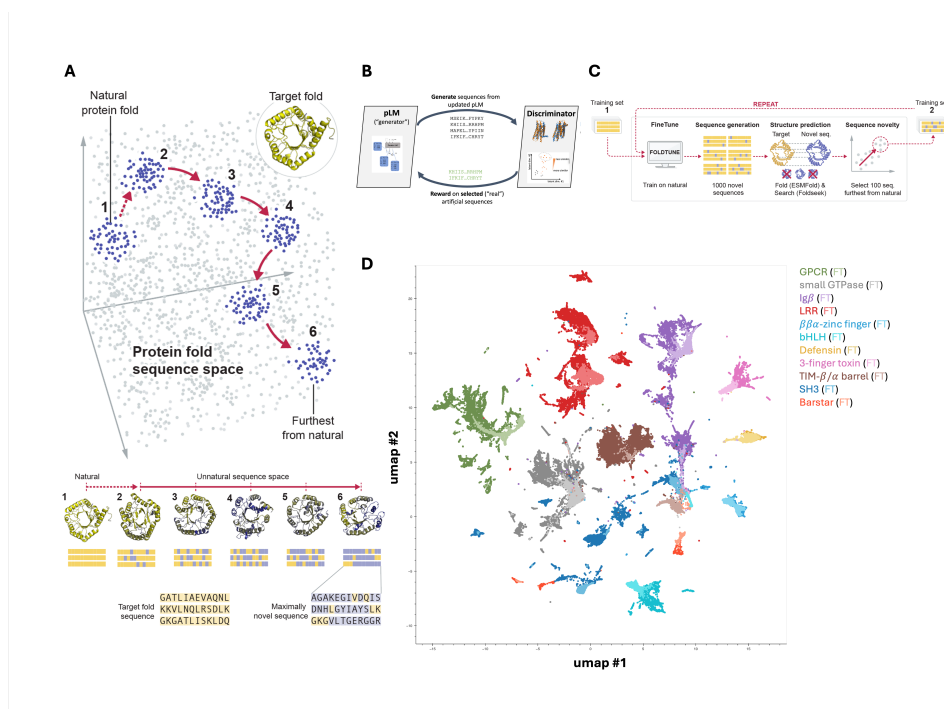 A
Natural
protein fold
Target fold
1
2
3
4
5
6
Protein fold
sequence space
Furthest
from natural
Natural
Unnatural sequence space
1
2
3
4
5
6
Target fold
sequence
GATLIAEVAQNL
KKVLNQLRSDLK
GKGATLISKLDQ
Maximally
novel sequence
AGAKEGIVDQIS
DNHLGYIAYSLK
GKGVLTGERGGR
B
Generate sequences from
updated pLM
pLM
("generator")
Discriminator
Reward on selected ("real")
artificial sequences
C
Training set
1
REPEAT
Training se
2
FineTune
Sequence generation
Structure prediction
Sequence novelty
Target
Novel seq.
FOLDTUNE
Train on natural
1000 novel
sequences
Fold (ESMFold) &
Search (Foldseek)
Select 100 seq.
furthest from natural
D
GPCR (FT)
small GTPase (FT)
Igβ (FT)
LRR (FT)
ββα-zinc finger (FT)
bHLH (FT)
Defensin (FT)
3-finger toxin (FT)
TIM-β/α barrel (FT)
SH3 (FT)
Barstar (FT)
umap #2
umap #1